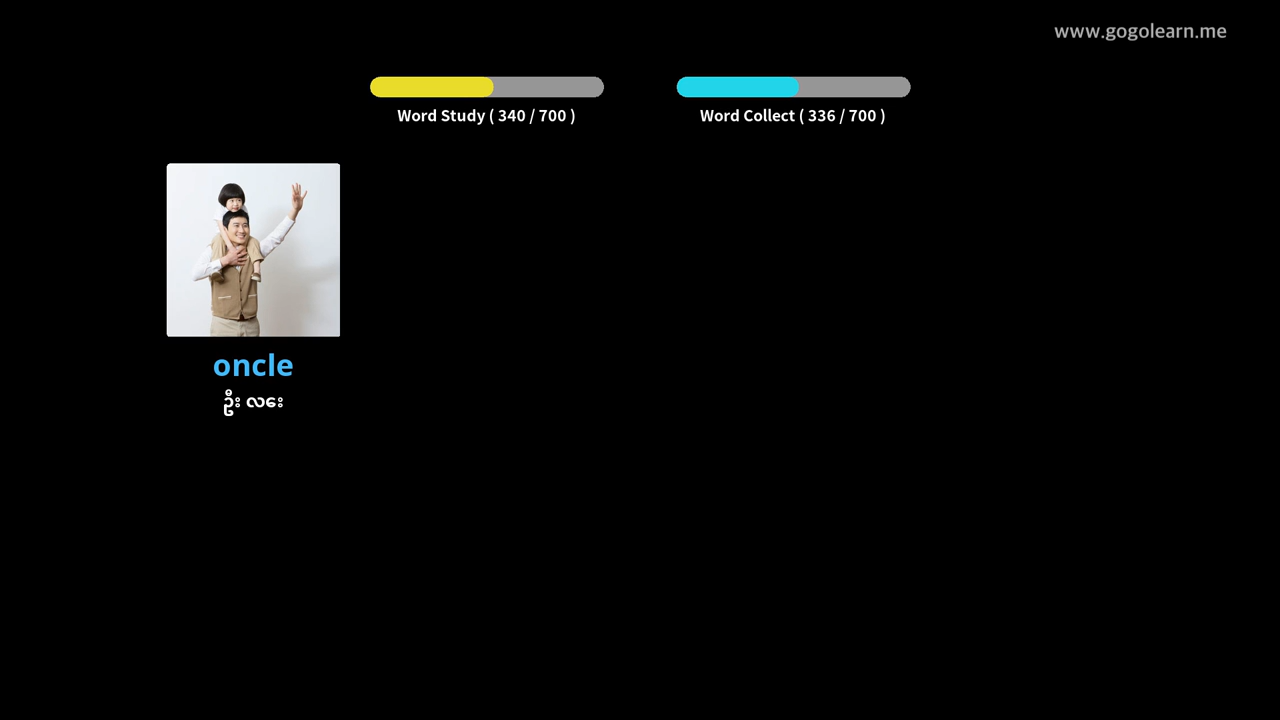 www.gogolearn.me
Word Study ( 340 / 700 )
Word Collect ( 336 / 700 )
oncle
ဦး လေး